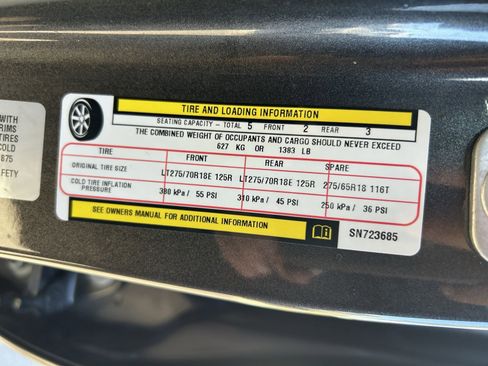 WITH
RIMS
TIRES
COLD
875
FETY
TIRE AND LOADING INFORMATION
SEATING CAPACITY - TOTAL 5 FRONT 2 REAR 3
THE COMBINED WEIGHT OF OCCUPANTS AND CARGO SHOULD NEVER EXCEED
627 KG OR 1383 LB
TIRE FRONT REAR SPARE
ORIGINAL TIRE SIZE LT275/70R18E 125R LT275/70R18E 125R 275/65R18 116T
COLD TIRE INFLATION PRESSURE 380 kPa / 55 PSI 310 kPa / 45 PSI 250 kPa / 36 PSI
SEE OWNERS MANUAL FOR ADDITIONAL INFORMATION
SN723685